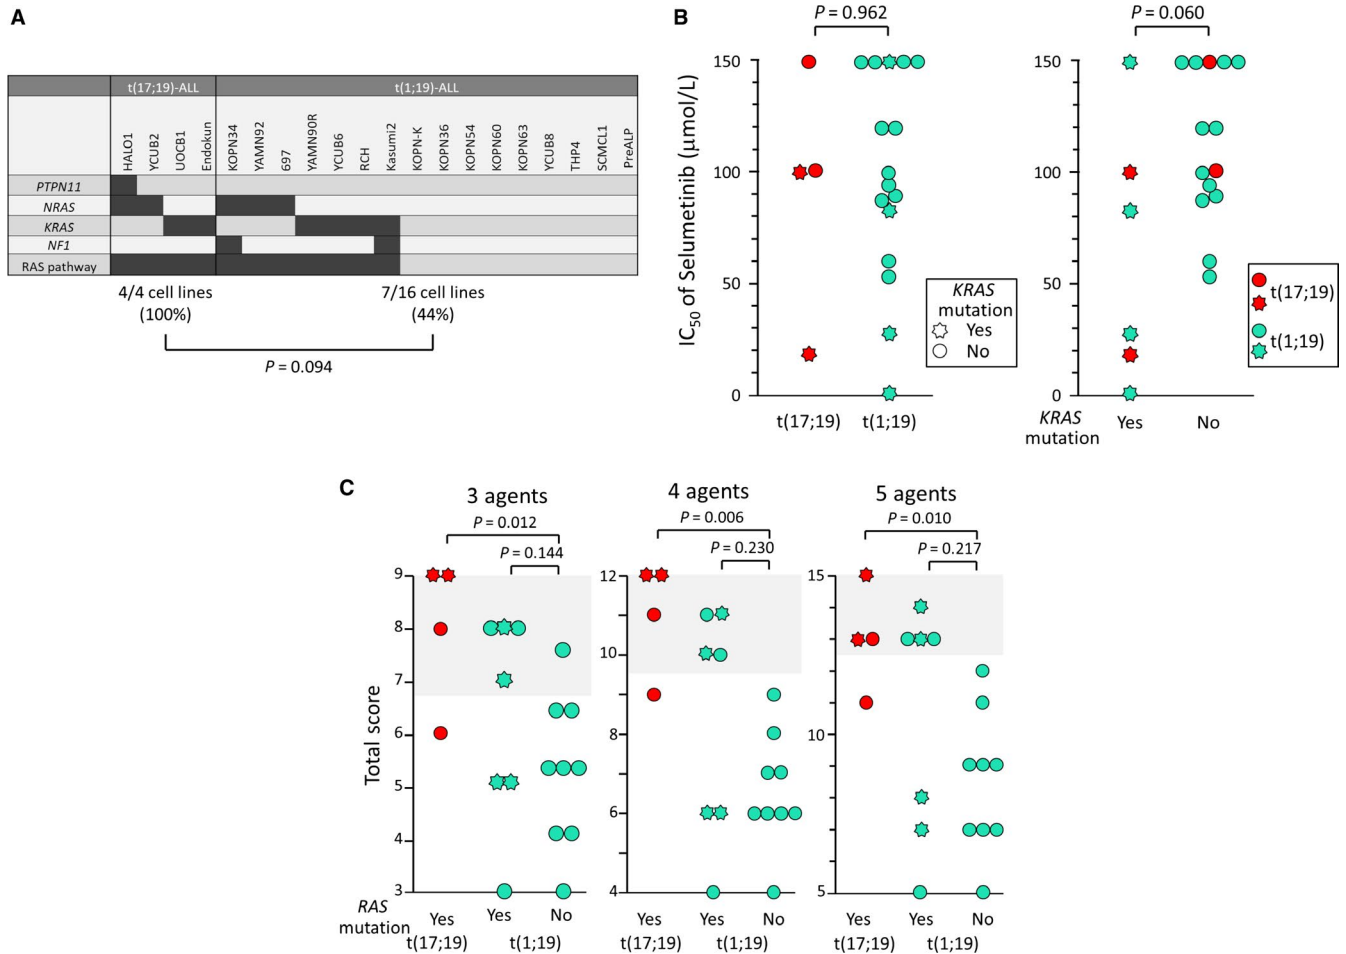 A
t(17;19)-ALL t(1;19)-ALL
HALO1 YCUB2 UOCB1 Endokun KOPN34 YAMN92 697 YAMN90R YCUB6 RCH Kasumi2 KOPN-K KOPN36 KOPN54 KOPN60 KOPN63 YCUB8 THP4 SCMCL1 PreALP
PTPN11
NRAS
KRAS
NF1
RAS pathway
4/4 cell lines 7/16 cell lines
(100%) (44%)
P = 0.094
B
P = 0.962
IC50 of Selumetinib (μmol/L)
150
100
50
0
t(17;19) t(1;19)
KRAS
mutation
Yes
No
P = 0.060
150
100
50
0
KRAS
mutation
Yes No
t(17;19)
t(1;19)
C
3 agents
P = 0.012
P = 0.144
Total score
9
8
7
6
5
4
3
RAS
mutation
Yes Yes No
t(17;19) t(1;19)
4 agents
P = 0.006
P = 0.230
12
10
8
6
4
Yes Yes No
t(17;19) t(1;19)
5 agents
P = 0.010
P = 0.217
15
10
5
Yes Yes No
t(17;19) t(1;19)